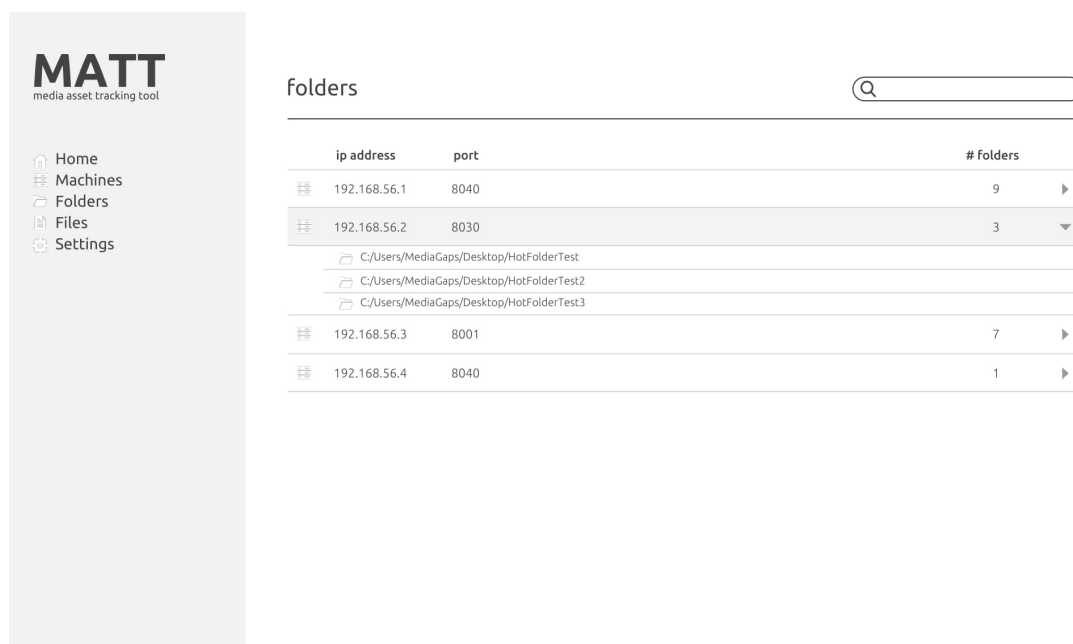 MATT
media asset tracking tool
Home
Machines
Folders
Files
Settings
folders
ip address port # folders
192.168.56.1 8040 9
192.168.56.2 8030 3
C:/Users/MediaGaps/Desktop/HotFolderTest
C:/Users/MediaGaps/Desktop/HotFolderTest2
C:/Users/MediaGaps/Desktop/HotFolderTest3
192.168.56.3 8001 7
192.168.56.4 8040 1